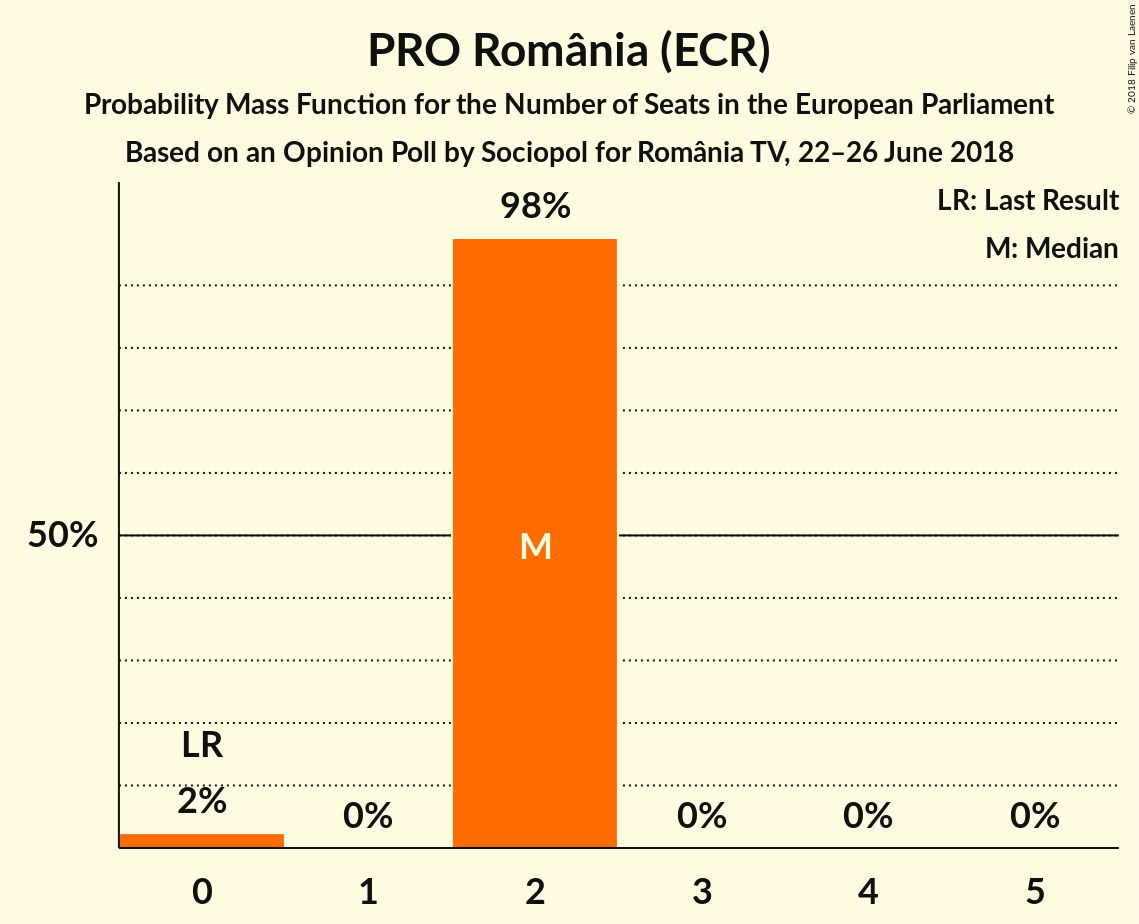 PRO România (ECR)
Probability Mass Function for the Number of Seats in the European Parliament
Based on an Opinion Poll by Sociopol for România TV, 22–26 June 2018
© 2018 Filip van Laenen
LR: Last Result
M: Median
98%
50%
M
LR
2%
0%
0%
0%
0%
0
1
2
3
4
5